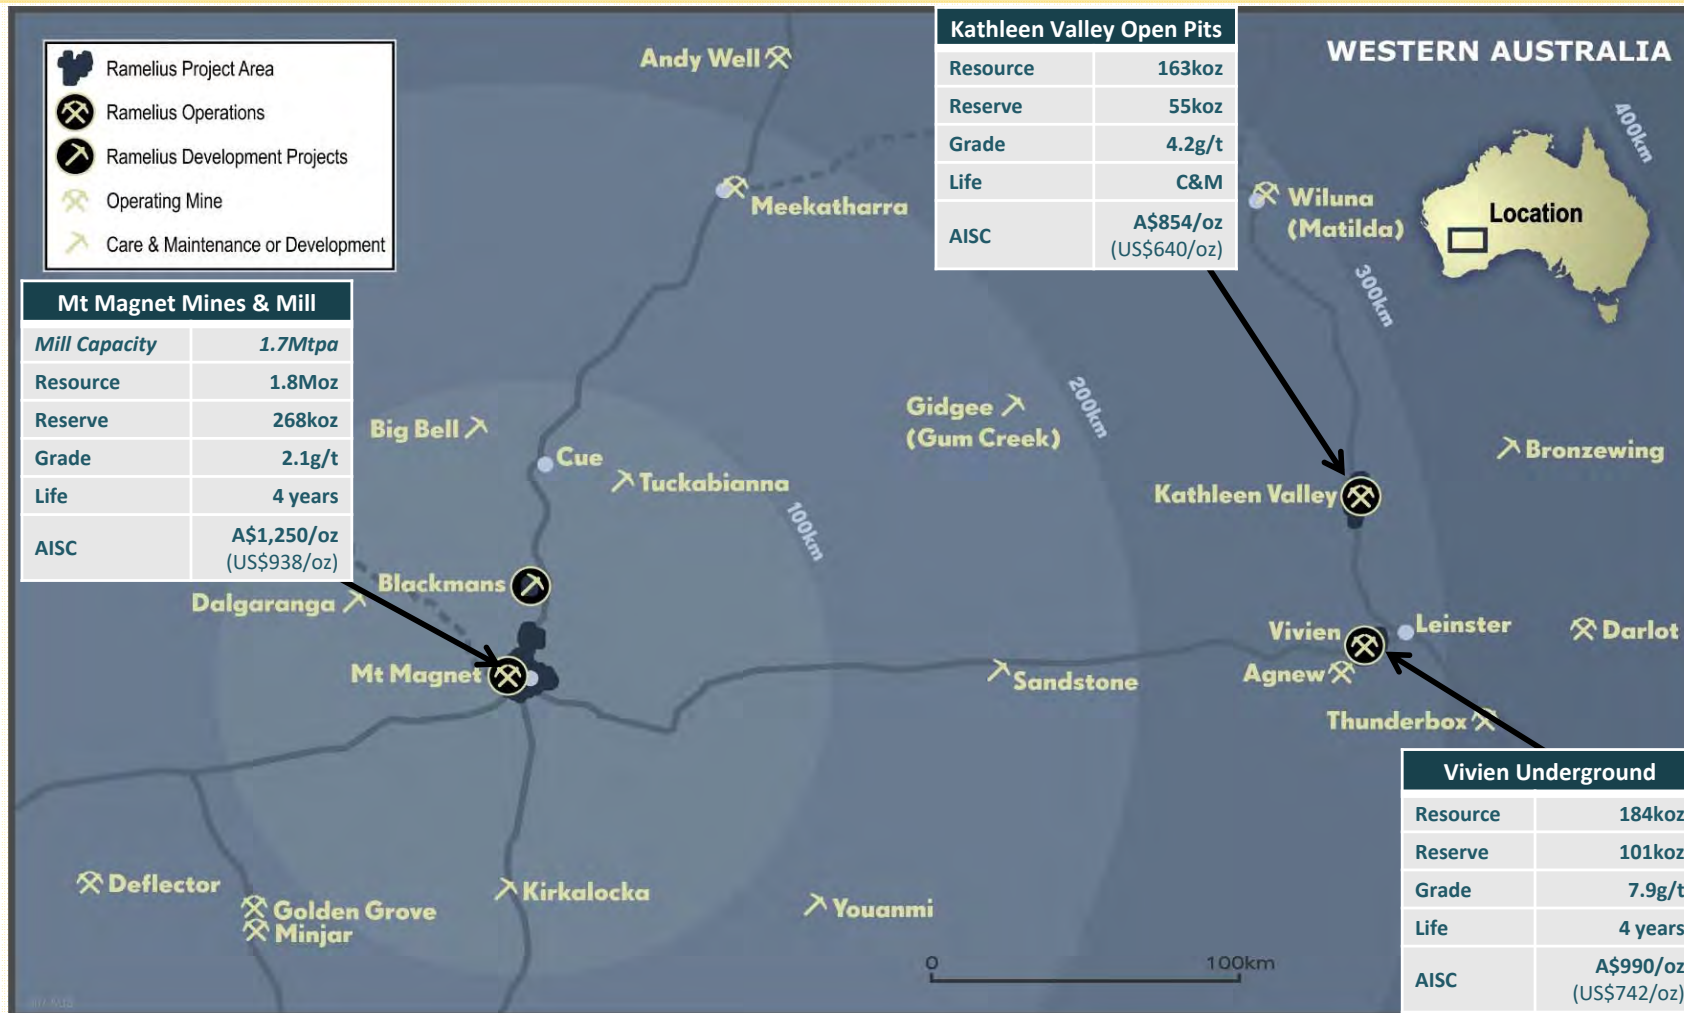 Kathleen Valley Open Pits
Resource 163koz
Reserve 55koz
Grade 4.2g/t
Life C&M
AISC A$854/oz
(US$640/oz)
WESTERN AUSTRALIA
Location
Ramelius Project Area
Ramelius Operations
Ramelius Development Projects
Operating Mine
Care & Maintenance or Development
Mt Magnet Mines & Mill
Mill Capacity 1.7Mtpa
Resource 1.8Moz
Reserve 268koz
Grade 2.1g/t
Life 4 years
AISC A$1,250/oz
(US$938/oz)
Andy Well
Meekatharra
Wiluna
(Matilda)
400km
300km
200km
100km
Big Bell
Cue
Tuckabianna
Gidgee
(Gum Creek)
Bronzewing
Kathleen Valley
Blackmans
Dalgaranga
Mt Magnet
Sandstone
Vivien
Leinster
Darlot
Agnew
Thunderbox
Deflector
Golden Grove
Minjar
Kirkalocka
Youanmi
0 100km
Vivien Underground
Resource 184koz
Reserve 101koz
Grade 7.9g/t
Life 4 years
AISC A$990/oz
(US$742/oz)